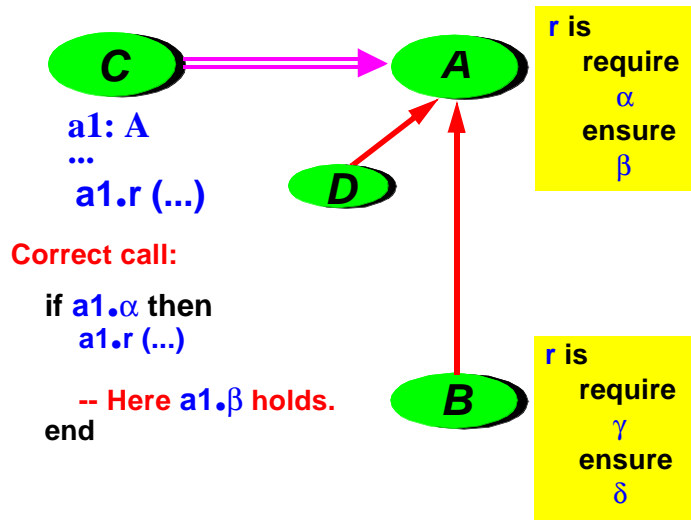 C
A
r is
require
α
ensure
β
a1: A
...
a1.r (...)
D
Correct call:
if a1.α then
a1.r (...)
-- Here a1.β holds.
end
B
r is
require
γ
ensure
δ